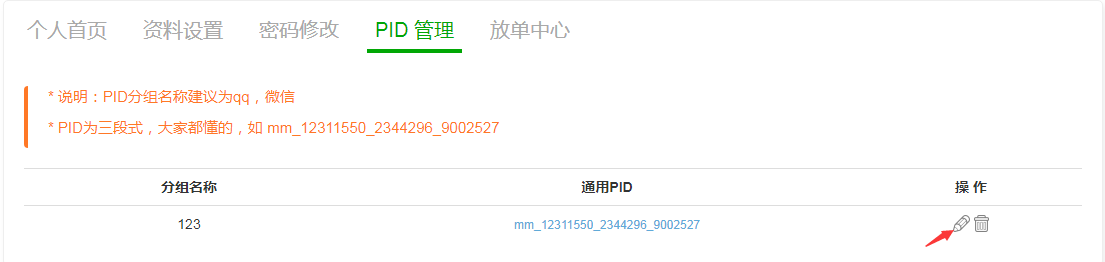 个人首页 资料设置 密码修改 PID 管理 放单中心
* 说明：PID分组名称建议为qq，微信
* PID为三段式，大家都懂的，如 mm_12311550_2344296_9002527
分组名称 通用PID 操 作
123 mm_12311550_2344296_9002527